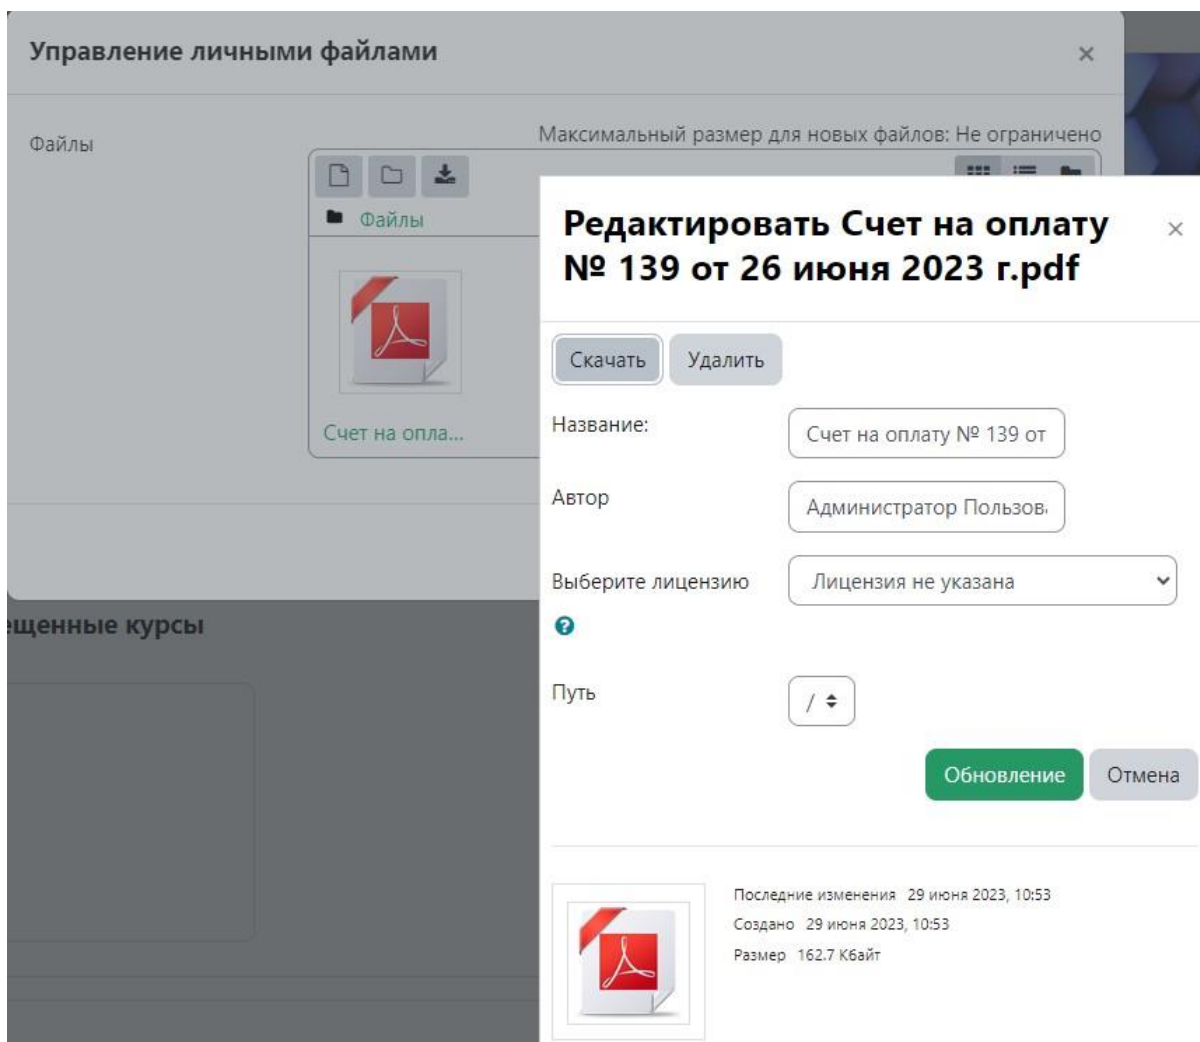 Управление личными файлами
×
Файлы
Максимальный размер для новых файлов: Не ограничено
Файлы
Счет на опла...
Редактировать Счет на оплату
№ 139 от 26 июня 2023 г.pdf
×
Скачать Удалить
Название: Счет на оплату № 139 от
Автор Администратор Пользов
Выберите лицензию Лицензия не указана
Путь /
Обновление Отмена
ещенные курсы
Последние изменения 29 июня 2023, 10:53
Создано 29 июня 2023, 10:53
Размер 162.7 Кбайт